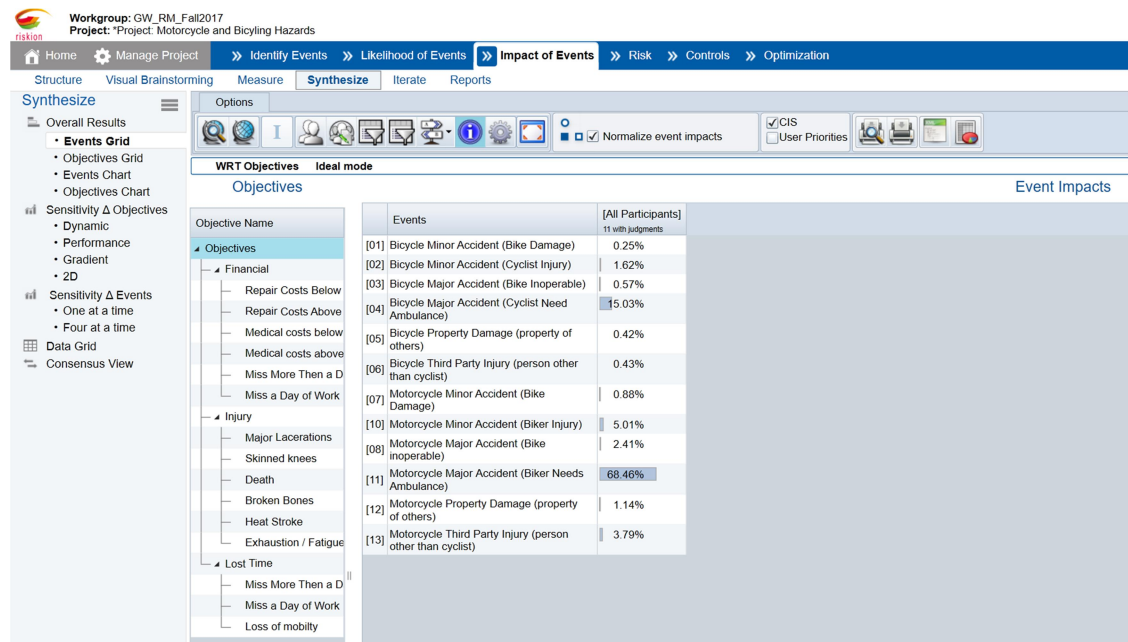 Workgroup: GW_RM_Fall2017
Project: *Project: Motorcycle and Bicyling Hazards
riskion
Home Manage Project Identify Events Likelihood of Events Impact of Events Risk Controls Optimization
Structure Visual Brainstorming Measure Synthesize Iterate Reports
Synthesize
Overall Results
• Events Grid
• Objectives Grid
• Events Chart
• Objectives Chart
Sensitivity Δ Objectives
• Dynamic
• Performance
• Gradient
• 2D
Sensitivity Δ Events
• One at a time
• Four at a time
Data Grid
Consensus View
Options
Normalize event impacts
CIS
User Priorities
WRT Objectives Ideal mode
Objectives
Event Impacts
Objective Name
Objectives
Financial
Repair Costs Below
Repair Costs Above
Medical costs below
Medical costs above
Miss More Then a D
Miss a Day of Work
Injury
Major Lacerations
Skinned knees
Death
Broken Bones
Heat Stroke
Exhaustion / Fatigue
Lost Time
Miss More Then a D
Miss a Day of Work
Loss of mobilty
Events [All Participants]
11 with judgments
[01] Bicycle Minor Accident (Bike Damage) 0.25%
[02] Bicycle Minor Accident (Cyclist Injury) 1.62%
[03] Bicycle Major Accident (Bike Inoperable) 0.57%
[04] Bicycle Major Accident (Cyclist Need
Ambulance) 15.03%
[05] Bicycle Property Damage (property of
others) 0.42%
[06] Bicycle Third Party Injury (person other
than cyclist) 0.43%
[07] Motorcycle Minor Accident (Bike
Damage) 0.88%
[10] Motorcycle Minor Accident (Biker Injury) 5.01%
[08] Motorcycle Major Accident (Bike
inoperable) 2.41%
[11] Motorcycle Major Accident (Biker Needs
Ambulance) 68.46%
[12] Motorcycle Property Damage (property
of others) 1.14%
[13] Motorcycle Third Party Injury (person
other than cyclist) 3.79%